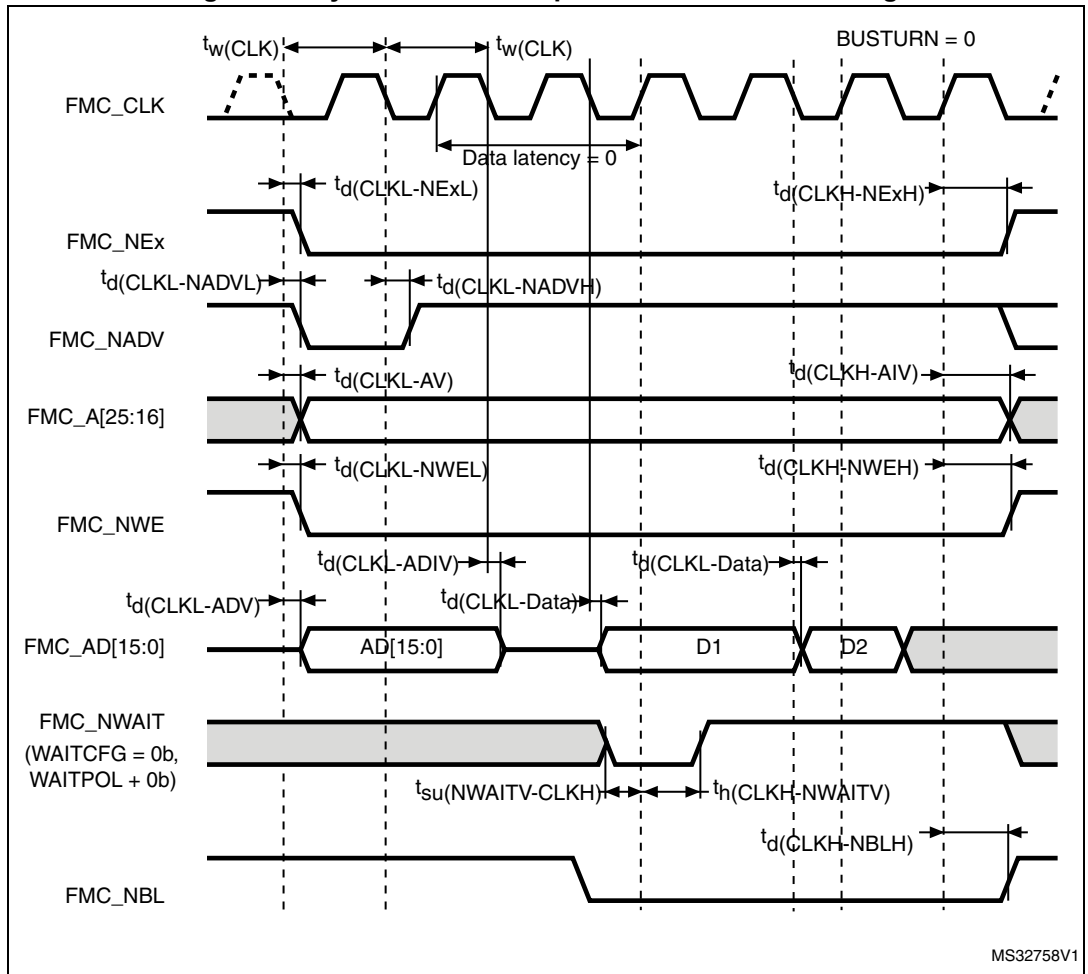 BUSTURN = 0
tw(CLK) tw(CLK)
FMC_CLK
Data latency = 0
td(CLKL-NExL) td(CLKH-NExH)
FMC_NEx
td(CLKL-NADVL) td(CLKL-NADVH)
FMC_NADV
td(CLKL-AV) td(CLKH-AIV)
FMC_A[25:16]
td(CLKL-NWEL) td(CLKH-NWEH)
FMC_NWE
td(CLKL-ADIV) td(CLKL-Data)
td(CLKL-ADV) td(CLKL-Data)
FMC_AD[15:0] AD[15:0] D1 D2
FMC_NWAIT
(WAITCFG = 0b,
WAITPOL + 0b)
tsu(NWAITV-CLKH) th(CLKH-NWAITV)
td(CLKH-NBLH)
FMC_NBL
MS32758V1